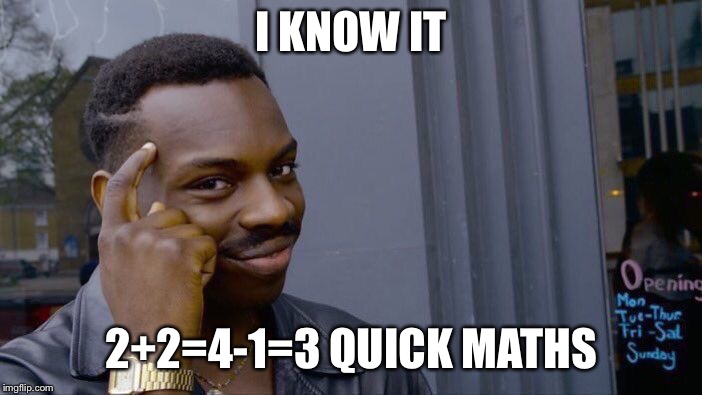 I KNOW IT
Opening
Mon
Tue-Thur
Fri-Sat
Sunday
2+2=4-1=3 QUICK MATHS
imgflip.com